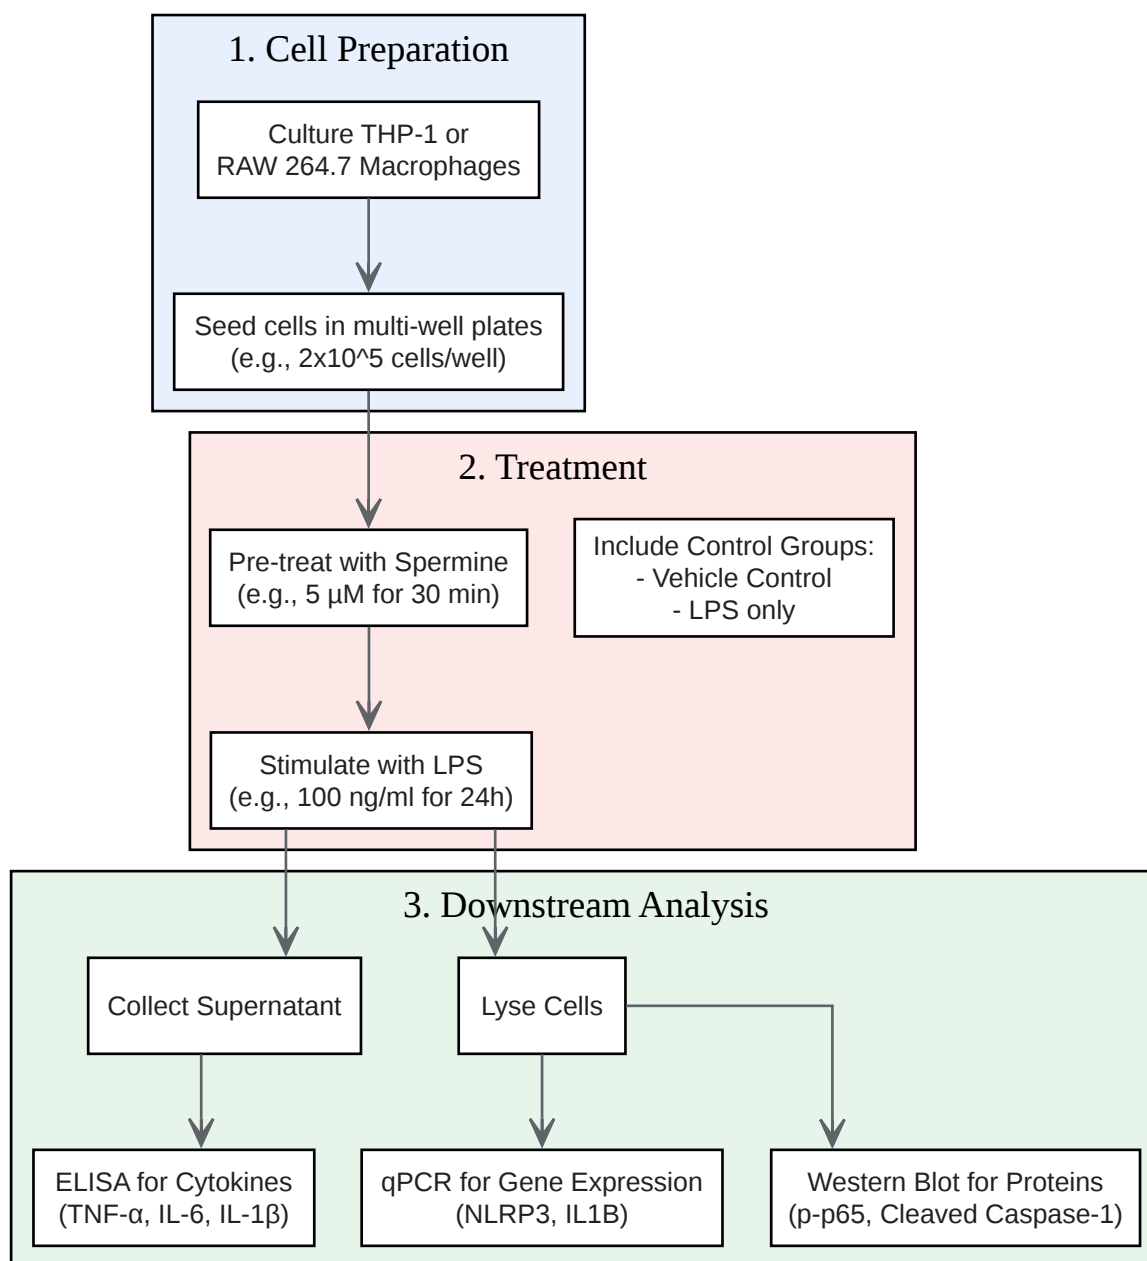 1. Cell Preparation
Culture THP-1 or
RAW 264.7 Macrophages
Seed cells in multi-well plates
(e.g., 2x10^5 cells/well)
2. Treatment
Pre-treat with Spermine
(e.g., 5 µM for 30 min)
Include Control Groups:
- Vehicle Control
- LPS only
Stimulate with LPS
(e.g., 100 ng/ml for 24h)
3. Downstream Analysis
Collect Supernatant
Lyse Cells
ELISA for Cytokines
(TNF-α, IL-6, IL-1β)
qPCR for Gene Expression
(NLRP3, IL1B)
Western Blot for Proteins
(p-p65, Cleaved Caspase-1)